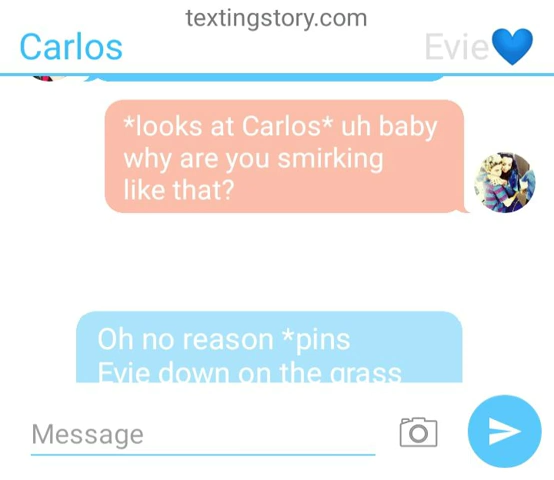 textingstory.com
Carlos
Evie💙
*looks at Carlos* uh baby
why are you smirking
like that?
Oh no reason *pins
Evie down on the grass
Message